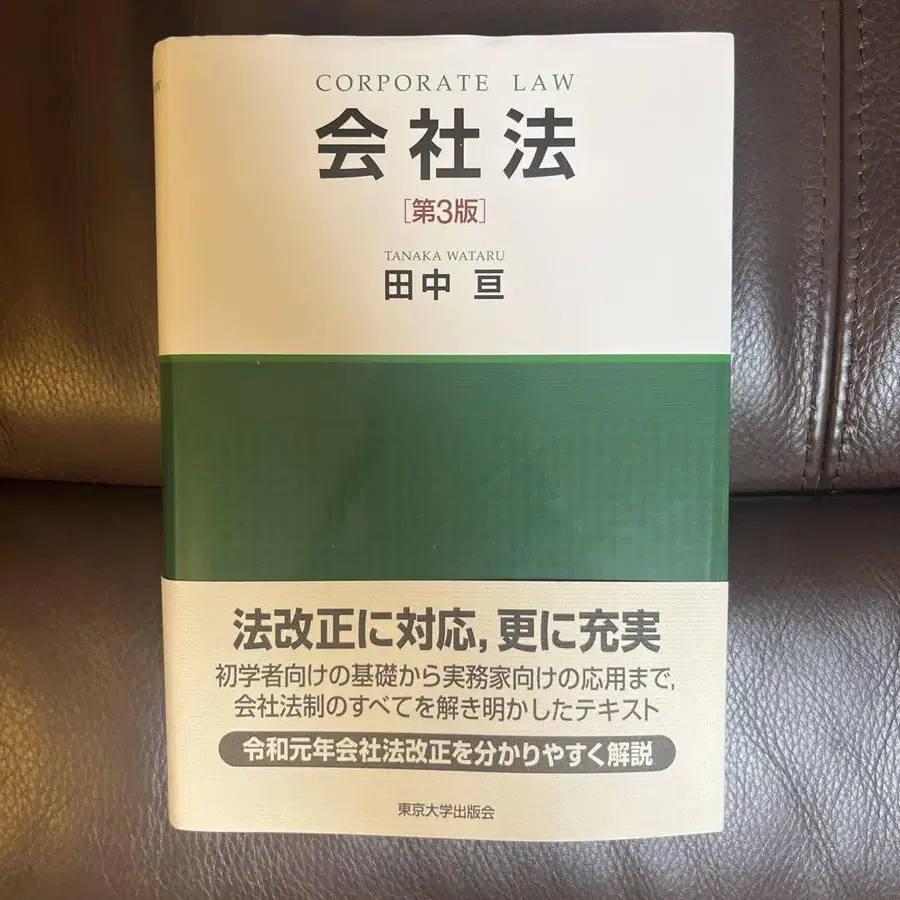 CORPORATE LAW
会社法
[第3版]
TANAKA WATARU
田中 亘
法改正に対応,更に充実
初学者向けの基礎から実務家向けの応用まで,
会社法制のすべてを解き明かしたテキスト
令和元年会社法改正を分かりやすく解説
東京大学出版会